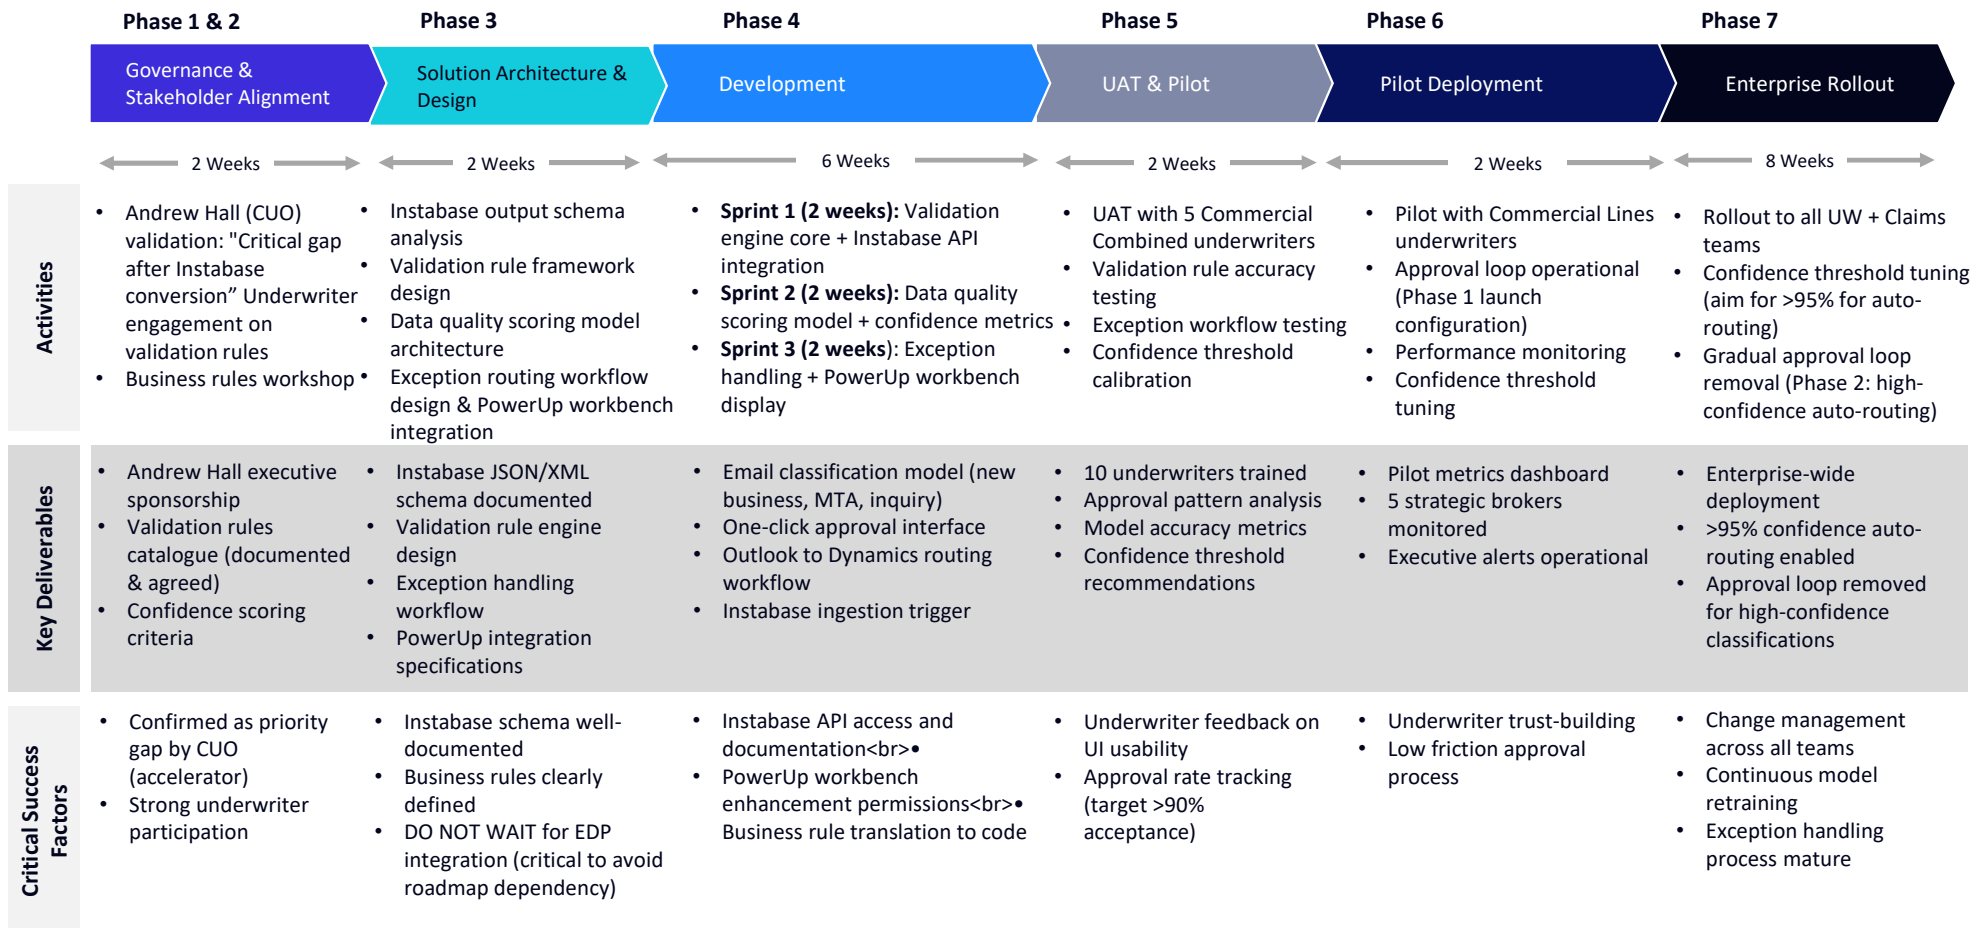 Phase 1 & 2
Phase 3
Phase 4
Phase 5
Phase 6
Phase 7
Governance &
Stakeholder Alignment
Solution Architecture &
Design
Development
UAT & Pilot
Pilot Deployment
Enterprise Rollout
2 Weeks
2 Weeks
6 Weeks
2 Weeks
2 Weeks
8 Weeks
Activities
• Andrew Hall (CUO)
validation: "Critical gap
after Instabase
conversion” Underwriter
engagement on
validation rules
• Business rules workshop
• Instabase output schema
analysis
• Validation rule framework
design
• Data quality scoring model
architecture
• Exception routing workflow
design & PowerUp workbench
integration
• Sprint 1 (2 weeks): Validation
engine core + Instabase API
integration
• Sprint 2 (2 weeks): Data quality
scoring model + confidence metrics
• Sprint 3 (2 weeks): Exception
handling + PowerUp workbench
display
• UAT with 5 Commercial
Combined underwriters
• Validation rule accuracy
testing
• Exception workflow testing
• Confidence threshold
calibration
• Pilot with Commercial Lines
underwriters
• Approval loop operational
(Phase 1 launch
configuration)
• Performance monitoring
• Confidence threshold
tuning
• Rollout to all UW + Claims
teams
• Confidence threshold tuning
(aim for >95% for auto-
routing)
• Gradual approval loop
removal (Phase 2: high-
confidence auto-routing)
Key Deliverables
• Andrew Hall executive
sponsorship
• Validation rules
catalogue (documented
& agreed)
• Confidence scoring
criteria
• Instabase JSON/XML
schema documented
• Validation rule engine
design
• Exception handling
workflow
• PowerUp integration
specifications
• Email classification model (new
business, MTA, inquiry)
• One-click approval interface
• Outlook to Dynamics routing
workflow
• Instabase ingestion trigger
• 10 underwriters trained
• Approval pattern analysis
• Model accuracy metrics
• Confidence threshold
recommendations
• Pilot metrics dashboard
• 5 strategic brokers
monitored
• Executive alerts operational
• Enterprise-wide
deployment
• >95% confidence auto-
routing enabled
• Approval loop removed
for high-confidence
classifications
Critical Success
Factors
• Confirmed as priority
gap by CUO
(accelerator)
• Strong underwriter
participation
• Instabase schema well-
documented
• Business rules clearly
defined
• DO NOT WAIT for EDP
integration (critical to avoid
roadmap dependency)
• Instabase API access and
documentation<br>•
• PowerUp workbench
enhancement permissions<br>•
Business rule translation to code
• Underwriter feedback on
UI usability
• Approval rate tracking
(target >90%
acceptance)
• Underwriter trust-building
• Low friction approval
process
• Change management
across all teams
• Continuous model
retraining
• Exception handling
process mature